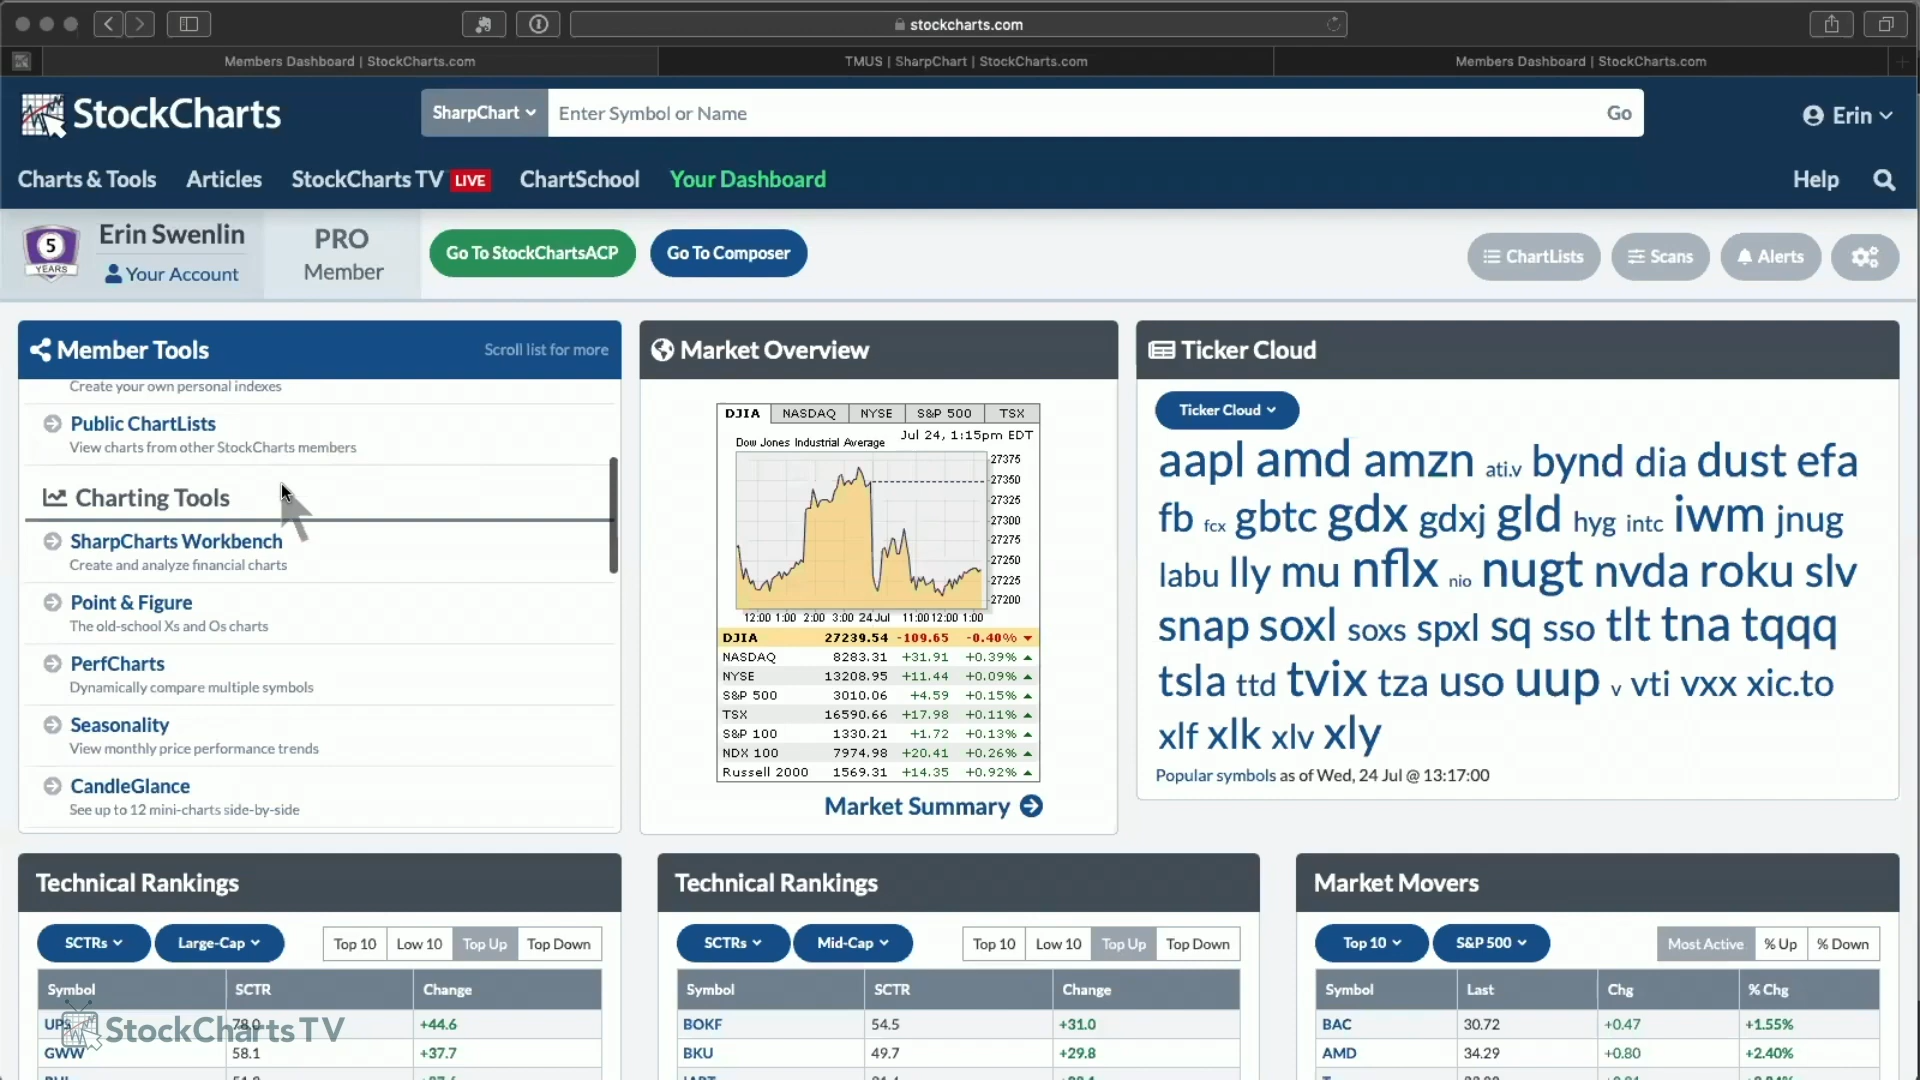 stockcharts.com
Members Dashboard | StockCharts.com
TMUS | SharpChart | StockCharts.com
Members Dashboard | StockCharts.com
StockCharts
SharpChart
Enter Symbol or Name
Go
Erin
Charts & Tools
Articles
StockCharts TV LIVE
ChartSchool
Your Dashboard
Help
5 YEARS
Erin Swenlin
Your Account
PRO
Member
Go To StockChartsACP
Go To Composer
ChartLists
Scans
Alerts
Member Tools
Scroll list for more
Create your own personal indexes
Public ChartLists
View charts from other StockCharts members
Charting Tools
SharpCharts Workbench
Create and analyze financial charts
Point & Figure
The old-school Xs and Os charts
PerfCharts
Dynamically compare multiple symbols
Seasonality
View monthly price performance trends
CandleGlance
See up to 12 mini-charts side-by-side
Market Overview
DJIA NASDAQ NYSE S&P 500 TSX
Dow Jones Industrial Average Jul 24, 1:15pm EDT
27375
27350
27325
27300
27275
27250
27225
27200
12:00 1:00 2:00 3:00 24Jul 11:00 12:00 1:00
DJIA 27239.54 -109.65 -0.40%
NASDAQ 8283.31 +31.91 +0.39%
NYSE 13208.95 +11.44 +0.09%
S&P 500 3010.06 +4.59 +0.15%
TSX 16590.66 +17.98 +0.11%
S&P 100 1330.21 +1.72 +0.13%
NDX 100 7974.98 +20.41 +0.26%
Russell 2000 1569.31 +14.35 +0.92%
Market Summary
Ticker Cloud
Ticker Cloud
aapl amd amzn ati.v bynd dia dust efa
fb fcx gbtc gdx gdxj gld hyg intc iwm jnug
labu lly mu nflx nio nugt nvda roku slv
snap soxl soxs spxl sq sso tlt tna tqqq
tsla ttd tvix tza uso uup v vti vxx xic.to
xlf xlk xlv xly
Popular symbols as of Wed, 24 Jul @ 13:17:00
Technical Rankings
SCTRs
Large-Cap
Top 10 Low 10 Top Up Top Down
Symbol SCTR Change
UPS 78.0 +44.6
GWW 58.1 +37.7
Technical Rankings
SCTRs
Mid-Cap
Top 10 Low 10 Top Up Top Down
Symbol SCTR Change
BOKF 54.5 +31.0
BKU 49.7 +29.8
Market Movers
Top 10
S&P 500
Most Active % Up % Down
Symbol Last Chg % Chg
BAC 30.72 +0.47 +1.55%
AMD 34.29 +0.80 +2.40%
StockChartsTV